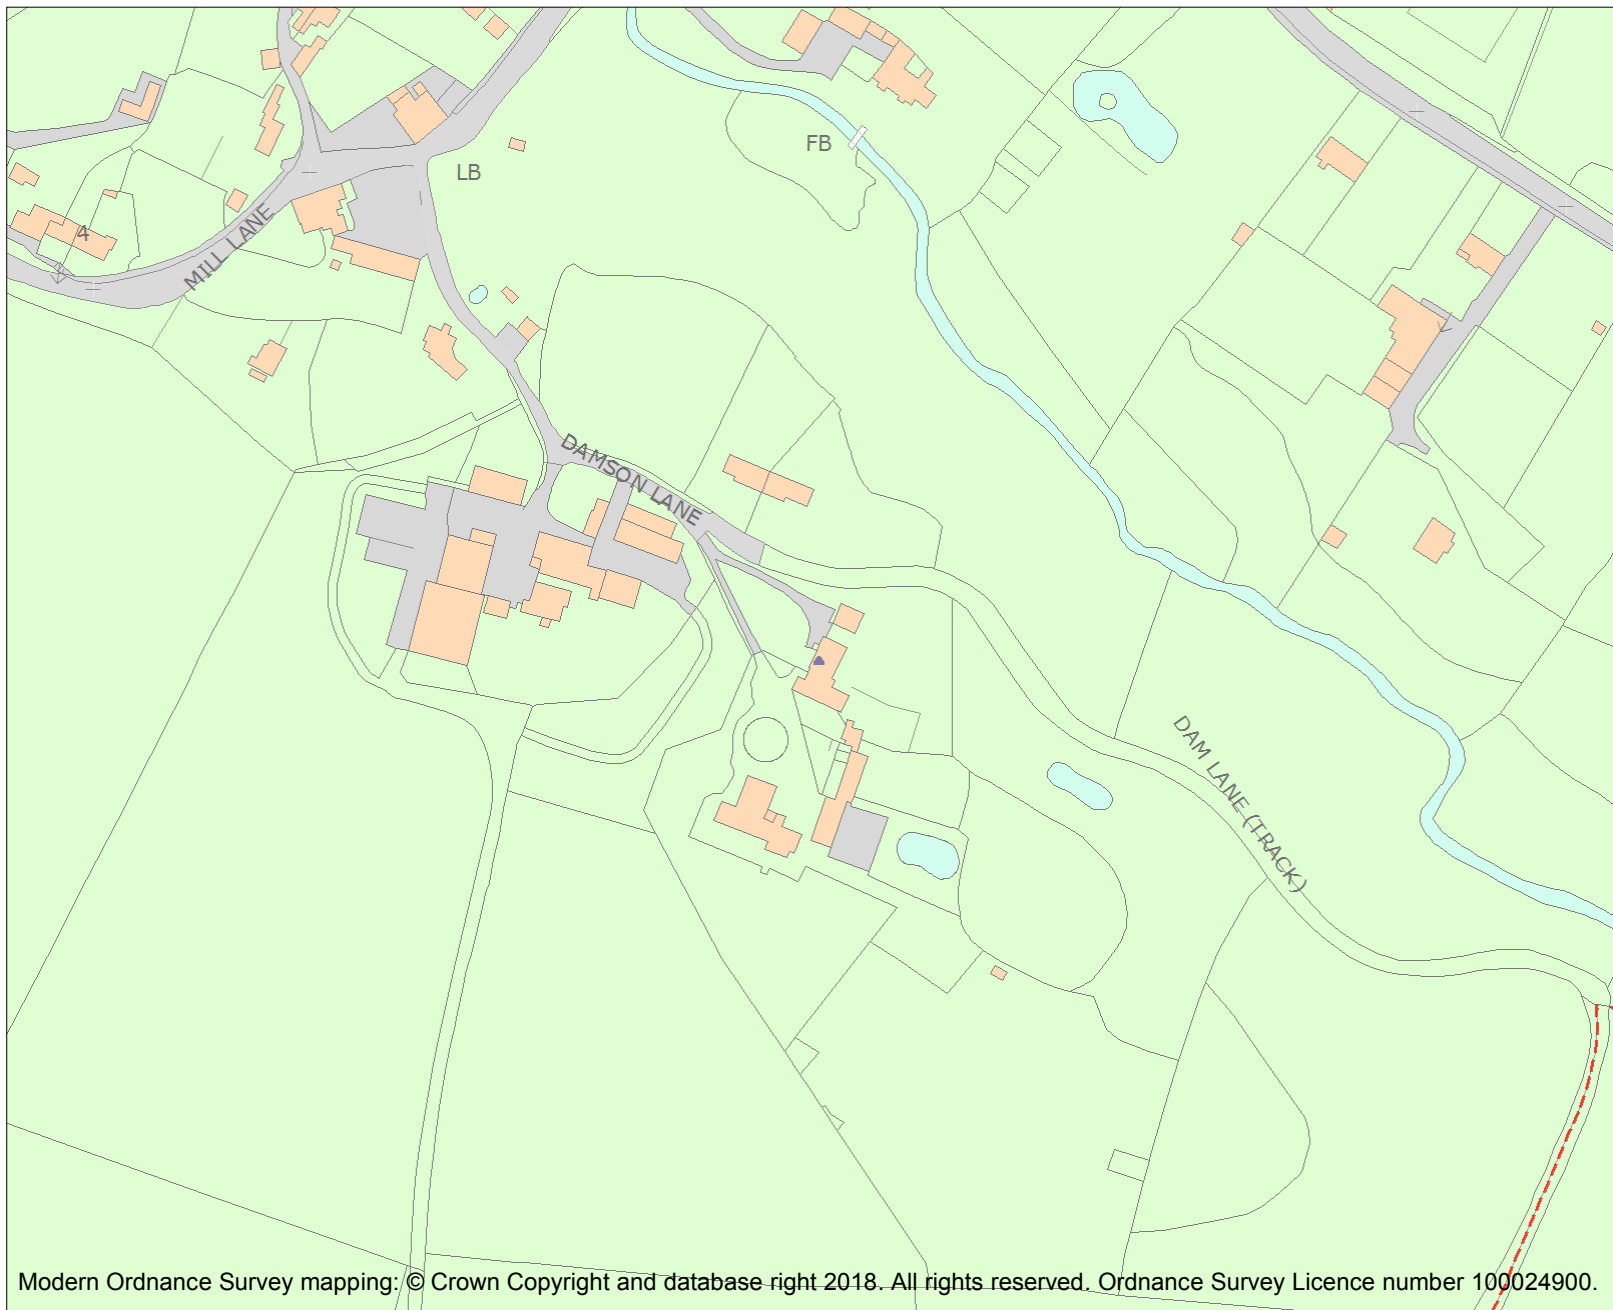 FB
LB
4
MILL LANE
DAMSON LANE
DAM LANE (TRACK)
Modern Ordnance Survey mapping: © Crown Copyright and database right 2018. All rights reserved. Ordnance Survey Licence number 100024900.